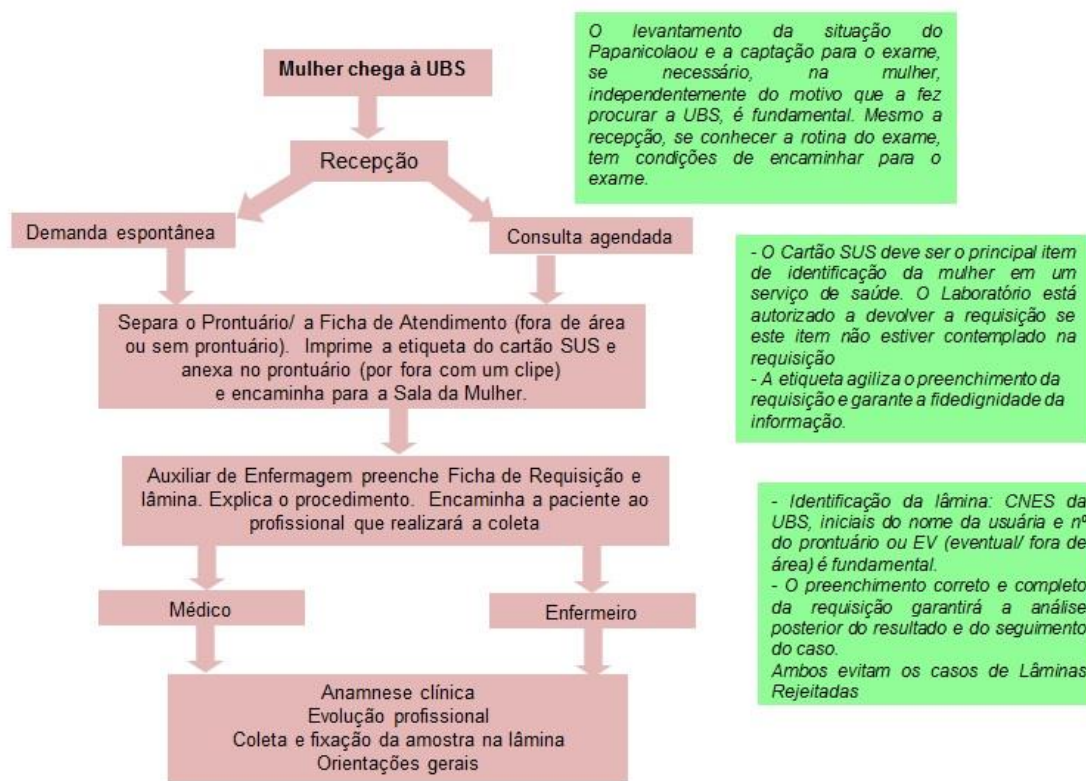 Mulher chega à UBS
O levantamento da situação do
Papanicolaou e a captação para o exame,
se necessário, na mulher,
independentemente do motivo que a fez
procurar a UBS, é fundamental. Mesmo a
recepção, se conhecer a rotina do exame,
tem condições de encaminhar para o
exame.
Recepção
Demanda espontânea
Consulta agendada
- O Cartão SUS deve ser o principal item
de identificação da mulher em um
serviço de saúde. O Laboratório está
autorizado a devolver a requisição se
este item não estiver contemplado na
requisição
- A etiqueta agiliza o preenchimento da
requisição e garante a fidedignidade da
informação.
Separa o Prontuário/ a Ficha de Atendimento (fora de área
ou sem prontuário). Imprime a etiqueta do cartão SUS e
anexa no prontuário (por fora com um clipe)
e encaminha para a Sala da Mulher.
Auxiliar de Enfermagem preenche Ficha de Requisição e
lâmina. Explica o procedimento. Encaminha a paciente ao
profissional que realizará a coleta
- Identificação da lâmina: CNES da
UBS, iniciais do nome da usuária e nº
do prontuário ou EV (eventual/ fora de
área) é fundamental.
- O preenchimento correto e completo
da requisição garantirá a análise
posterior do resultado e do seguimento
do caso.
Ambos evitam os casos de Lâminas
Rejeitadas
Médico
Enfermeiro
Anamnese clínica
Evolução profissional
Coleta e fixação da amostra na lâmina
Orientações gerais